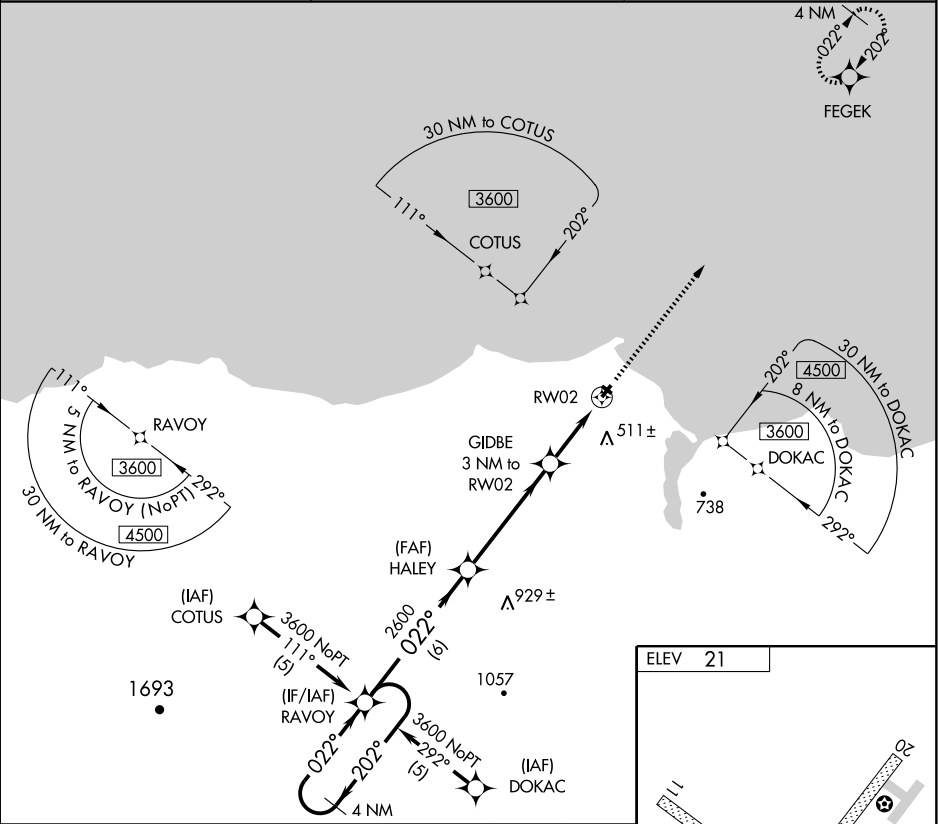 4 NM
022°
202°
FEGEK
30 NM to COTUS
3600
111°
202°
COTUS
RW02
511±
GIDBE
3 NM to
RW02
111°
5 NM to RAVOY (NoPT)
RAVOY
3600
292°
4500
30 NM to RAVOY
202°
4500
30 NM to DOKAC
8 NM to DOKAC
3600
DOKAC
292°
738
(FAF)
HALEY
929±
(IAF)
COTUS
3600 NoPT
111°
(5)
2600
022°
(6)
1693
(IF/IAF)
RAVOY
1057
022°
202°
4 NM
3600 NoPT
292°
(5)
(IAF)
DOKAC
ELEV 21
20
11